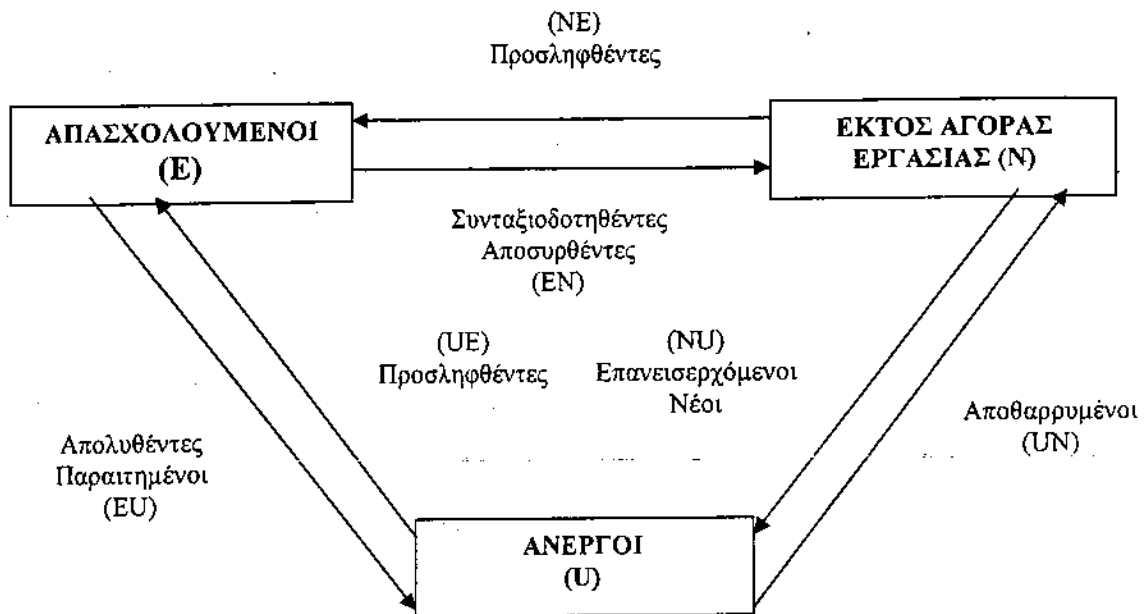 (NE)
Προσληφθέντες
ΑΠΑΣΧΟΛΟΥΜΕΝΟΙ
(E)
ΕΚΤΟΣ ΑΓΟΡΑΣ
ΕΡΓΑΣΙΑΣ (N)
Συνταξιοδοτηθέντες
Αποσυρθέντες
(EN)
(UE)
Προσληφθέντες
(NU)
Επανεισερχόμενοι
Νέοι
Απολυθέντες
Παραιτημένοι
(EU)
Αποθαρρυμένοι
(UN)
ΑΝΕΡΓΟΙ
(U)